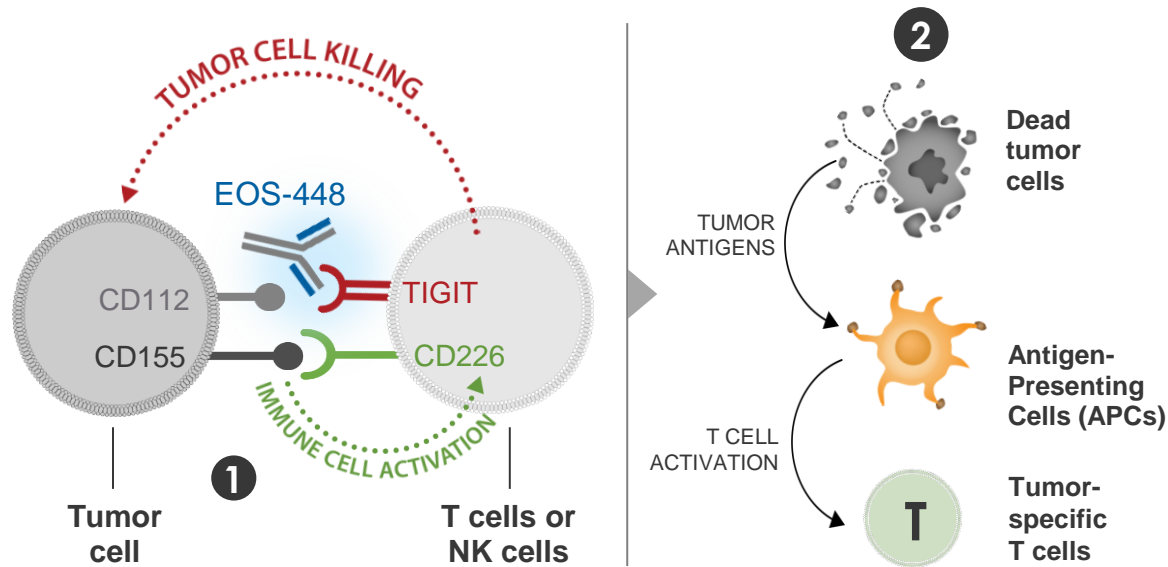 TUMOR CELL KILLING
EOS-448
CD112
TIGIT
CD155
CD226
IMMUNE CELL ACTIVATION
1
Tumor
cell
T cells or
NK cells
2
Dead
tumor
cells
TUMOR
ANTIGENS
Antigen-
Presenting
Cells (APCs)
T CELL
ACTIVATION
T
Tumor-
specific
T cells